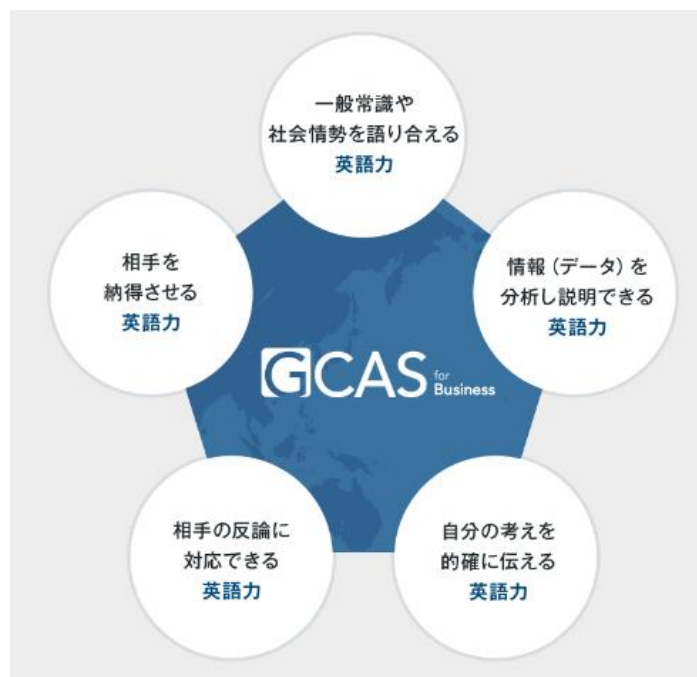 一般常識や
社会情勢を語り合える
英語力
相手を
納得させる
英語力
情報（データ）を
分析し説明できる
英語力
GCAS for Business
相手の反論に
対応できる
英語力
自分の考えを
的確に伝える
英語力